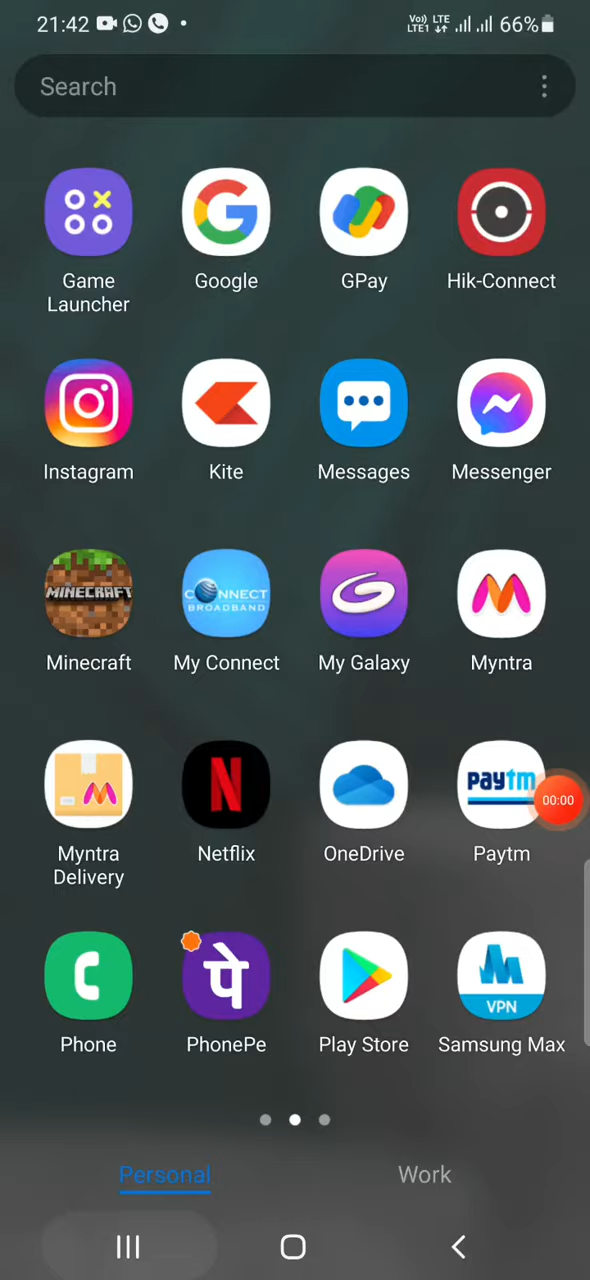 21:42
Vo)) LTE
LTE1
66%
Search
Game
Launcher
Google
GPay
Hik-Connect
Instagram
Kite
Messages
Messenger
MINECRAFT
CONNECT
BROADBAND
Minecraft
My Connect
My Galaxy
Myntra
paytm
00:00
Myntra
Delivery
Netflix
OneDrive
Paytm
पे
VPN
Phone
PhonePe
Play Store
Samsung Max
Personal
Work